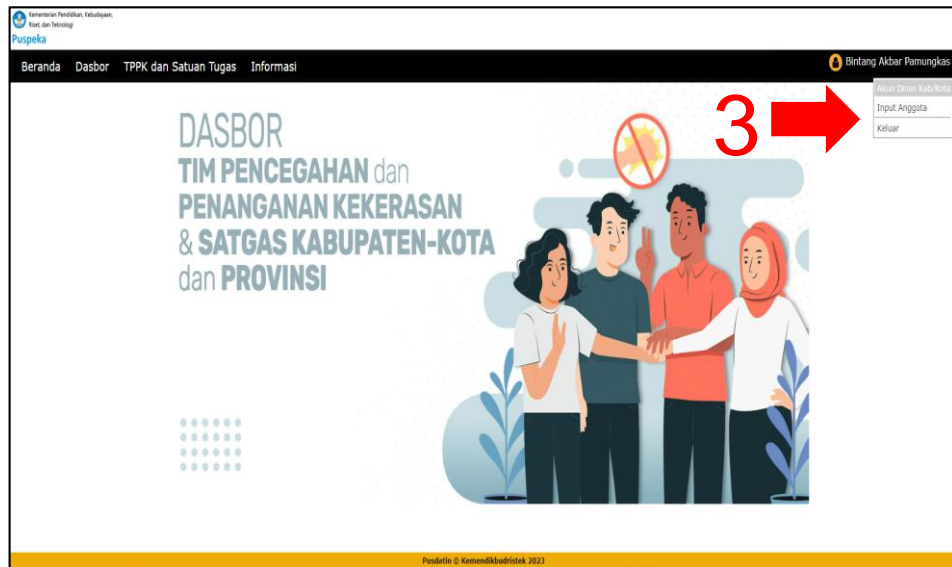 Kementerian Pendidikan, Kebudayaan,
Riset, dan Teknologi
Puspeka
Beranda Dasbor TPPK dan Satuan Tugas Informasi
Bintang Akbar Pamungkas
Akun Dinas Kab/Kota
Input Anggota
Keluar
3
DASBOR
TIM PENCEGAHAN dan
PENANGANAN KEKERASAN
& SATGAS KABUPATEN-KOTA
dan PROVINSI
Pusdatin © Kemendikbudristek 2023